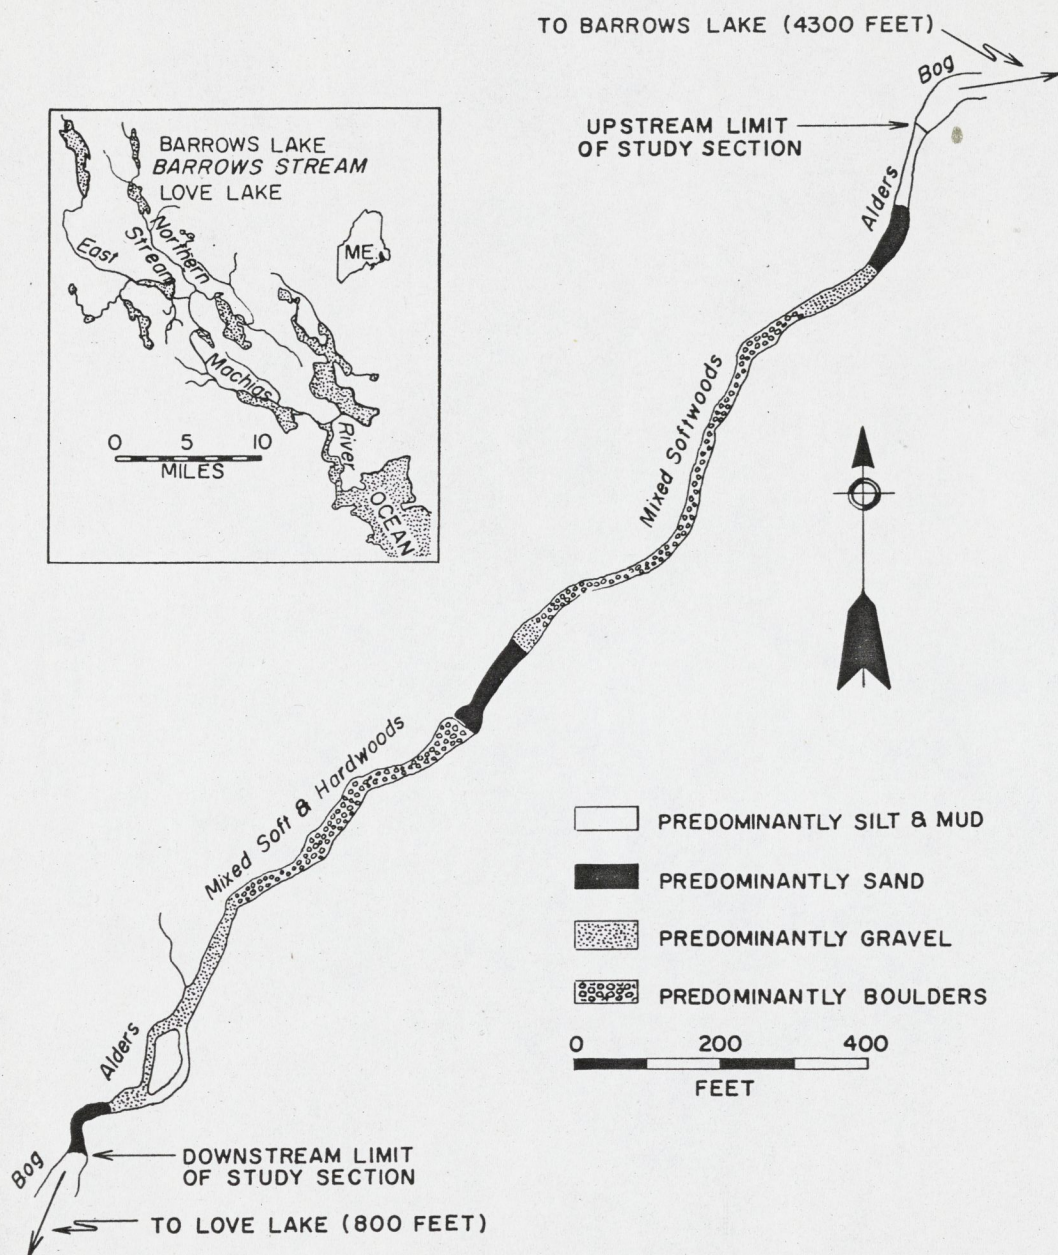 TO BARROWS LAKE (4300 FEET)
Bog
UPSTREAM LIMIT
OF STUDY SECTION
Alders
BARROWS LAKE
BARROWS STREAM
LOVE LAKE
ME.
Northern
Stream
East
Machias
River
OCEAN
0 5 10
MILES
Mixed Softwoods
Mixed Soft & Hardwoods
PREDOMINANTLY SILT & MUD
PREDOMINANTLY SAND
PREDOMINANTLY GRAVEL
PREDOMINANTLY BOULDERS
0 200 400
FEET
Alders
Bog
DOWNSTREAM LIMIT
OF STUDY SECTION
TO LOVE LAKE (800 FEET)